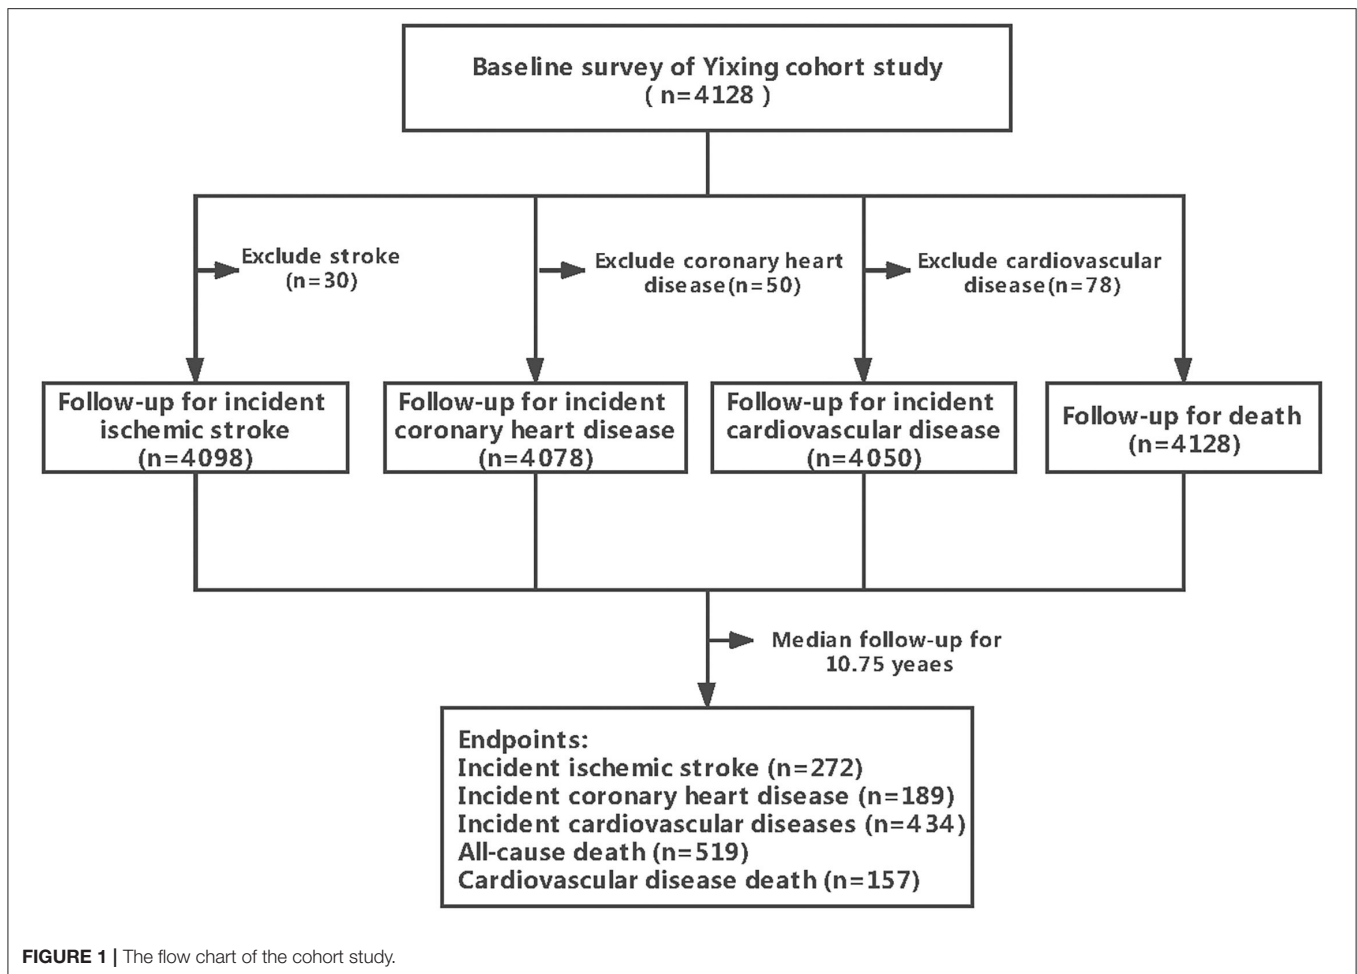 Baseline survey of Yixing cohort study
( n=4128 )
Exclude stroke
(n=30)
Exclude coronary heart
disease(n=50)
Exclude cardiovascular
disease(n=78)
Follow-up for incident
ischemic stroke
(n=4098)
Follow-up for incident
coronary heart disease
(n=4078)
Follow-up for incident
cardiovascular disease
(n=4050)
Follow-up for death
(n=4128)
Median follow-up for
10.75 yeaes
Endpoints:
Incident ischemic stroke (n=272)
Incident coronary heart disease (n=189)
Incident cardiovascular diseases (n=434)
All-cause death (n=519)
Cardiovascular disease death (n=157)
FIGURE 1 | The flow chart of the cohort study.